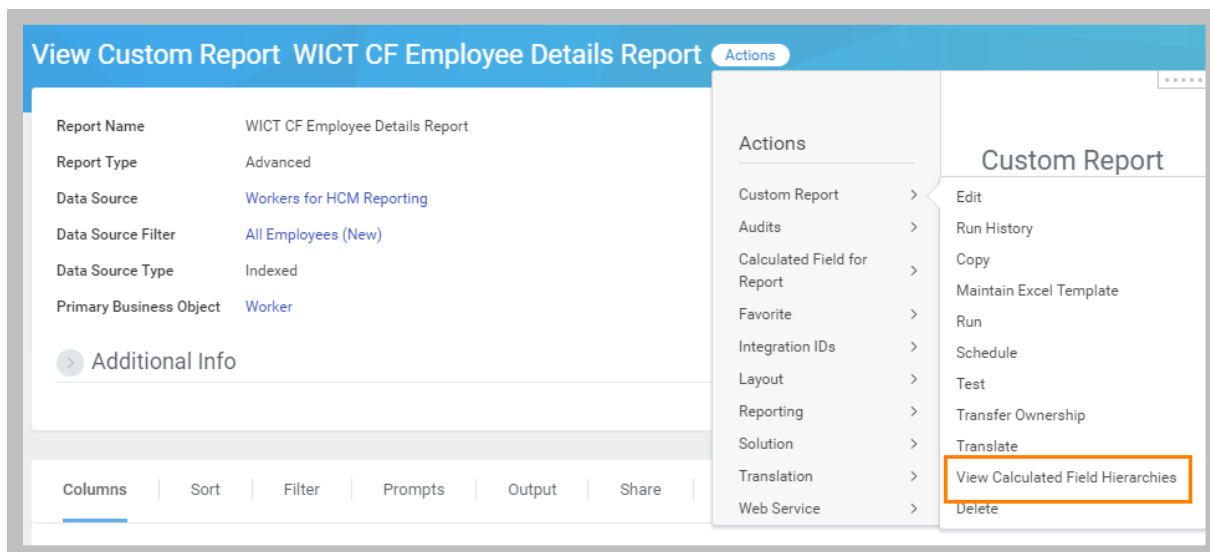 View Custom Report WICT CF Employee Details Report Actions
Report Name WICT CF Employee Details Report
Report Type Advanced
Data Source Workers for HCM Reporting
Data Source Filter All Employees (New)
Data Source Type Indexed
Primary Business Object Worker
Additional Info
Columns Sort Filter Prompts Output Share
Actions
Custom Report
Audits
Calculated Field for
Report
Favorite
Integration IDs
Layout
Reporting
Solution
Translation
Web Service
Custom Report
Edit
Run History
Copy
Maintain Excel Template
Run
Schedule
Test
Transfer Ownership
Translate
View Calculated Field Hierarchies
Delete